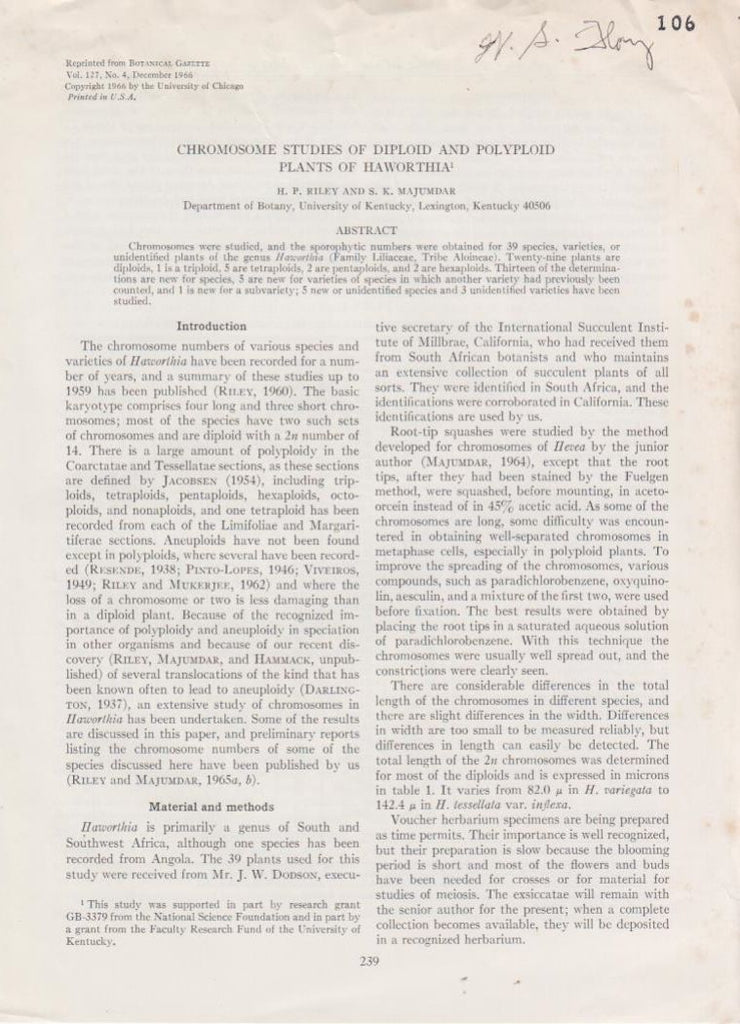 106
Reprinted from BOTANICAL GAZETTE
Vol. 127, No. 4, December 1966
Copyright 1966 by the University of Chicago
Printed in U.S.A.
CHROMOSOME STUDIES OF DIPLOID AND POLYPLOID
PLANTS OF HAWORTHIA¹
H. P. RILEY AND S. K. MAJUMDAR
Department of Botany, University of Kentucky, Lexington, Kentucky 40506
ABSTRACT
Chromosomes were studied, and the sporophytic numbers were obtained for 39 species, varieties, or
unidentified plants of the genus Haworthia (Family Liliaceae, Tribe Aloineae). Twenty-nine plants are
diploids, 1 is a triploid, 5 are tetraploids, 2 are pentaploids, and 2 are hexaploids. Thirteen of the determina-
tions are new for species, 5 are new for varieties of species in which another variety had previously been
counted, and 1 is new for a subvariety; 5 new or unidentified species and 3 unidentified varieties have been
studied.
Introduction
The chromosome numbers of various species and
varieties of Haworthia have been recorded for a num-
ber of years, and a summary of these studies up to
1959 has been published (RILEY, 1960). The basic
karyotype comprises four long and three short chro-
mosomes; most of the species have two such sets
of chromosomes and are diploid with a 2n number of
14. There is a large amount of polyploidy in the
Coarctatae and Tessellatae sections, as these sections
are defined by JACOBSEN (1954), including trip-
loids, tetraploids, pentaploids, hexaploids, octo-
ploids, and nonaploids, and one tetraploid has been
recorded from each of the Limifoliae and Margari-
tiferae sections. Aneuploids have not been found
except in polyploids, where several have been record-
ed (RESENDE, 1938; PINTO-LOPES, 1946; VIVEIROS,
1949; RILEY and MUKERJEE, 1962) and where the
loss of a chromosome or two is less damaging than
in a diploid plant. Because of the recognized im-
portance of polyploidy and aneuploidy in speciation
in other organisms and because of our recent dis-
covery (RILEY, MAJUMDAR, and HAMMACK, unpub-
lished) of several translocations of the kind that has
been known often to lead to aneuploidy (DARLING-
TON, 1937), an extensive study of chromosomes in
Haworthia has been undertaken. Some of the results
are discussed in this paper, and preliminary reports
listing the chromosome numbers of some of the
species discussed here have been published by us
(RILEY and MAJUMDAR, 1965a, b).
Material and methods
Haworthia is primarily a genus of South and
Southwest Africa, although one species has been
recorded from Angola. The 39 plants used for this
study were received from Mr. J. W. DODSON, execu-
¹ This study was supported in part by research grant
GB-3379 from the National Science Foundation and in part by
a grant from the Faculty Research Fund of the University of
Kentucky.
tive secretary of the International Succulent Insti-
tute of Millbrae, California, who had received them
from South African botanists and who maintains
an extensive collection of succulent plants of all
sorts. They were identified in South Africa, and the
identifications were corroborated in California. These
identifications are used by us.
Root-tip squashes were studied by the method
developed for chromosomes of Hevea by the junior
author (MAJUMDAR, 1964), except that the root
tips, after they had been stained by the Fuelgen
method, were squashed, before mounting, in aceto-
orcein instead of in 45% acetic acid. As some of the
chromosomes are long, some difficulty was encoun-
tered in obtaining well-separated chromosomes in
metaphase cells, especially in polyploid plants. To
improve the spreading of the chromosomes, various
compounds, such as paradichlorobenzene, oxyquino-
lin, aesculin, and a mixture of the first two, were used
before fixation. The best results were obtained by
placing the root tips in a saturated aqueous solution
of paradichlorobenzene. With this technique the
chromosomes were usually well spread out, and the
constrictions were clearly seen.
There are considerable differences in the total
length of the chromosomes in different species, and
there are slight differences in the width. Differences
in width are too small to be measured reliably, but
differences in length can easily be detected. The
total length of the 2n chromosomes was determined
for most of the diploids and is expressed in microns
in table 1. It varies from 82.0 µ in H. variegata to
142.4 µ in H. tessellata var. inflexa.
Voucher herbarium specimens are being prepared
as time permits. Their importance is well recognized,
but their preparation is slow because the blooming
period is short and most of the flowers and buds
have been needed for crosses or for material for
studies of meiosis. The exsiccatae will remain with
the senior author for the present; when a complete
collection becomes available, they will be deposited
in a recognized herbarium.
239